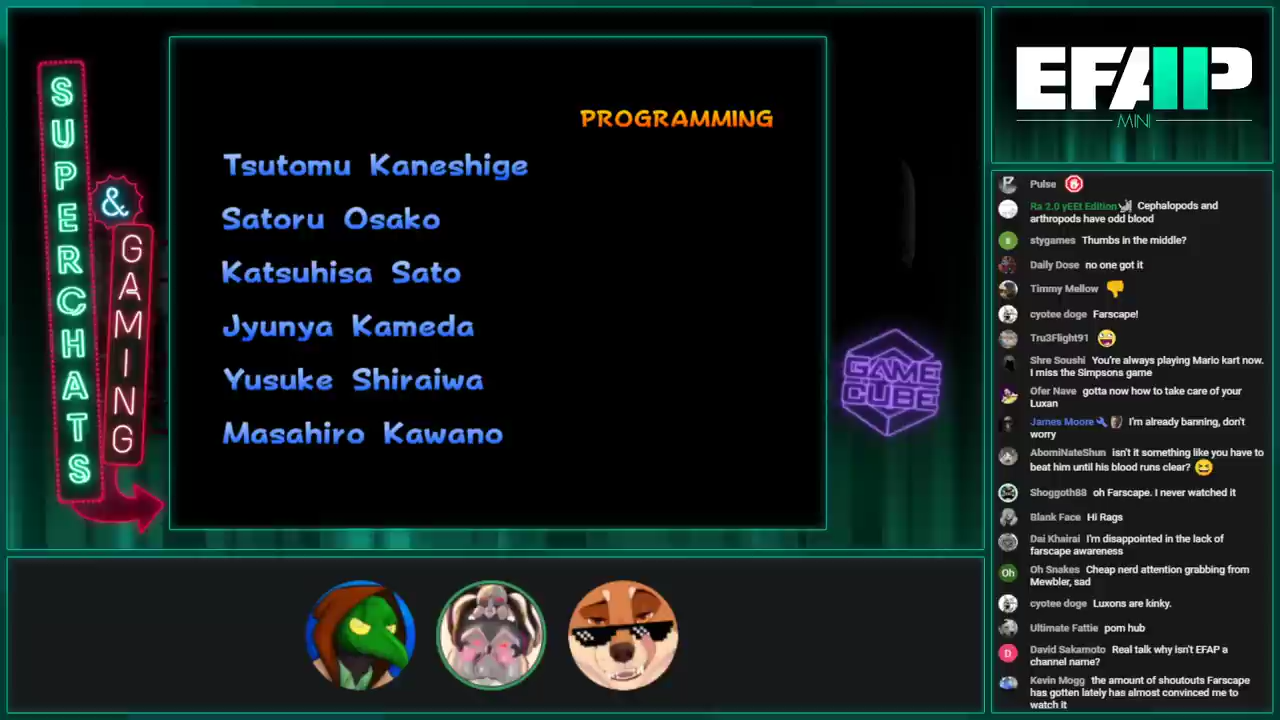 SUPERCHATS
&
GAMING
PROGRAMMING
Tsutomu Kaneshige
Satoru Osako
Katsuhisa Sato
Jyunya Kameda
Yusuke Shiraiwa
Masahiro Kawano
GAME
CUBE
EFAP
MINI
Pulse
Ra 2.0 yEEt Edition Cephalopods and
arthropods have odd blood
s
stygames Thumbs in the middle?
Daily Dose no one got it
Timmy Mellow 👎
cyotee doge Farscape!
Tru3Flight91
Shre Soushi You're always playing Mario kart now.
I miss the Simpsons game
Ofer Nave gotta now how to take care of your
Luxan
James Moore I'm already banning, don't
worry
AbomiNateShun isn't it something like you have to
beat him until his blood runs clear? 😆
Shoggoth88 oh Farscape. I never watched it
Blank Face Hi Rags
Dai Khairai I'm disappointed in the lack of
farscape awareness
Oh
Oh Snakes Cheap nerd attention grabbing from
Mewbler, sad
cyotee doge Luxons are kinky.
Ultimate Fattie pom hub
D
David Sakamoto Real talk why isn't EFAP a
channel name?
Kevin Mogg the amount of shoutouts Farscape
has gotten lately has almost convinced me to
watch it